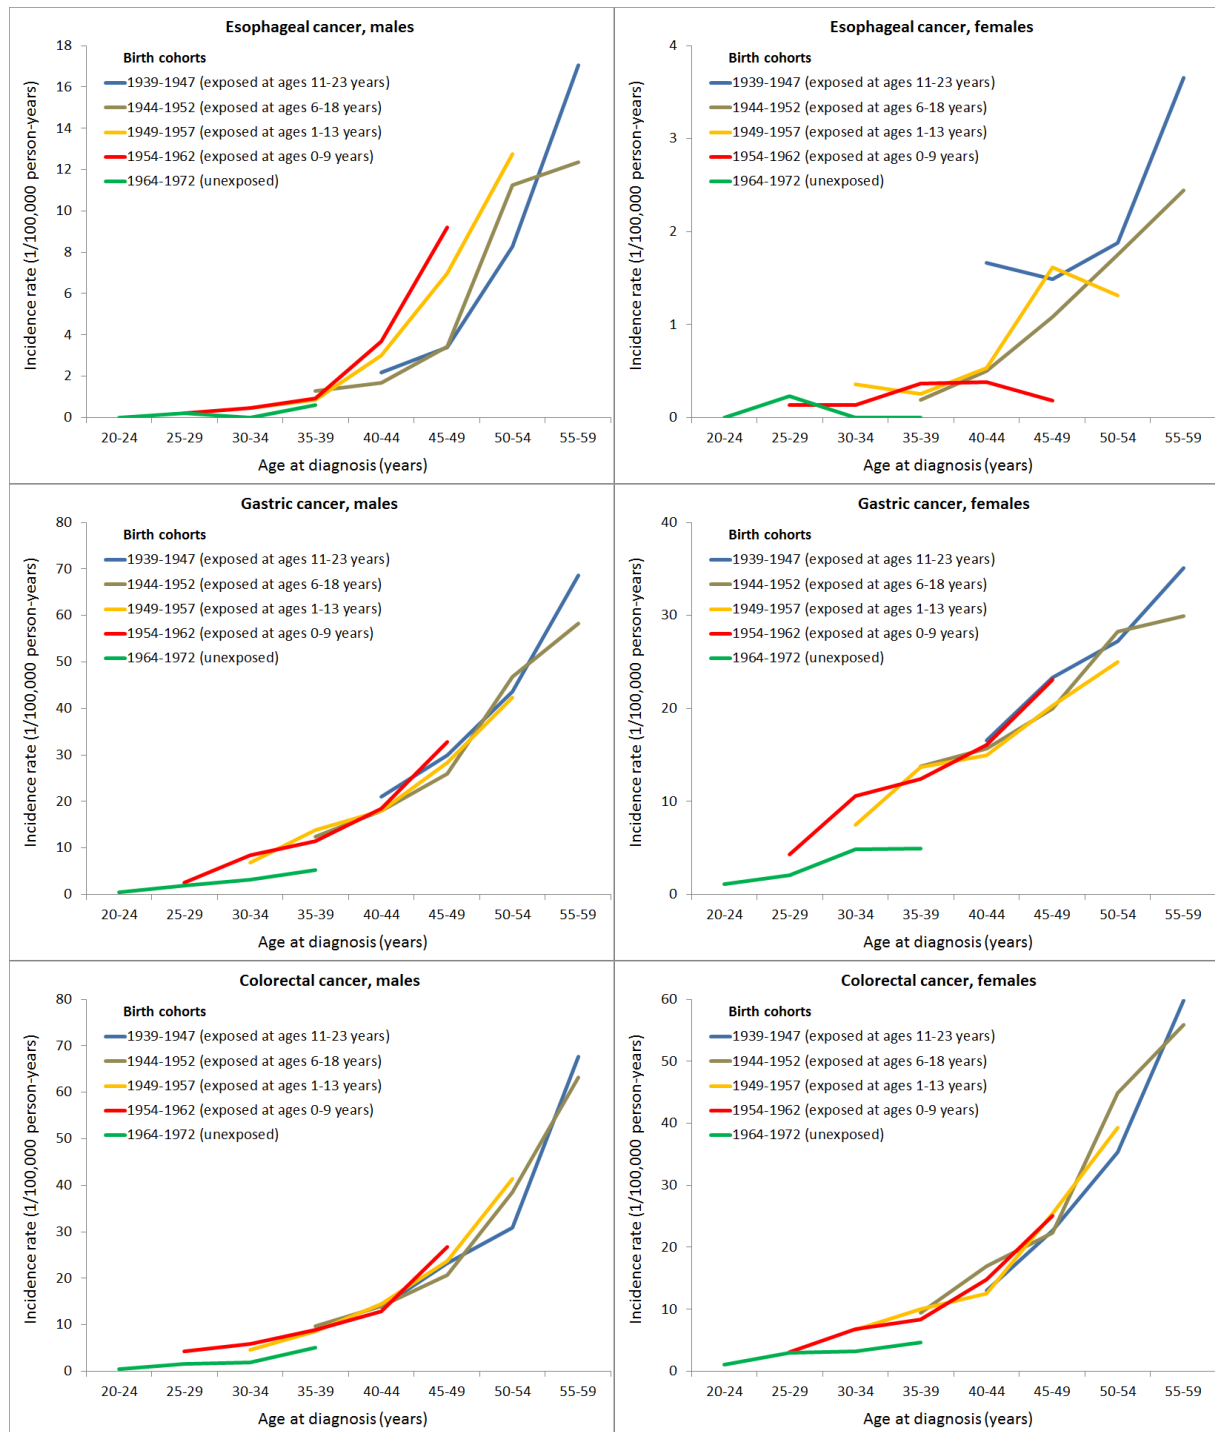 Esophageal cancer, males
Incidence rate (1/100,000 person-years)
18
16
14
12
10
8
6
4
2
0
Birth cohorts
1939-1947 (exposed at ages 11-23 years)
1944-1952 (exposed at ages 6-18 years)
1949-1957 (exposed at ages 1-13 years)
1954-1962 (exposed at ages 0-9 years)
1964-1972 (unexposed)
20-24 25-29 30-34 35-39 40-44 45-49 50-54 55-59
Age at diagnosis (years)
Esophageal cancer, females
Incidence rate (1/100,000 person-years)
4
3
2
1
0
Birth cohorts
1939-1947 (exposed at ages 11-23 years)
1944-1952 (exposed at ages 6-18 years)
1949-1957 (exposed at ages 1-13 years)
1954-1962 (exposed at ages 0-9 years)
1964-1972 (unexposed)
20-24 25-29 30-34 35-39 40-44 45-49 50-54 55-59
Age at diagnosis (years)
Gastric cancer, males
Incidence rate (1/100,000 person-years)
80
70
60
50
40
30
20
10
0
Birth cohorts
1939-1947 (exposed at ages 11-23 years)
1944-1952 (exposed at ages 6-18 years)
1949-1957 (exposed at ages 1-13 years)
1954-1962 (exposed at ages 0-9 years)
1964-1972 (unexposed)
20-24 25-29 30-34 35-39 40-44 45-49 50-54 55-59
Age at diagnosis (years)
Gastric cancer, females
Incidence rate (1/100,000 person-years)
40
30
20
10
0
Birth cohorts
1939-1947 (exposed at ages 11-23 years)
1944-1952 (exposed at ages 6-18 years)
1949-1957 (exposed at ages 1-13 years)
1954-1962 (exposed at ages 0-9 years)
1964-1972 (unexposed)
20-24 25-29 30-34 35-39 40-44 45-49 50-54 55-59
Age at diagnosis (years)
Colorectal cancer, males
Incidence rate (1/100,000 person-years)
80
70
60
50
40
30
20
10
0
Birth cohorts
1939-1947 (exposed at ages 11-23 years)
1944-1952 (exposed at ages 6-18 years)
1949-1957 (exposed at ages 1-13 years)
1954-1962 (exposed at ages 0-9 years)
1964-1972 (unexposed)
20-24 25-29 30-34 35-39 40-44 45-49 50-54 55-59
Age at diagnosis (years)
Colorectal cancer, females
Incidence rate (1/100,000 person-years)
60
50
40
30
20
10
0
Birth cohorts
1939-1947 (exposed at ages 11-23 years)
1944-1952 (exposed at ages 6-18 years)
1949-1957 (exposed at ages 1-13 years)
1954-1962 (exposed at ages 0-9 years)
1964-1972 (unexposed)
20-24 25-29 30-34 35-39 40-44 45-49 50-54 55-59
Age at diagnosis (years)